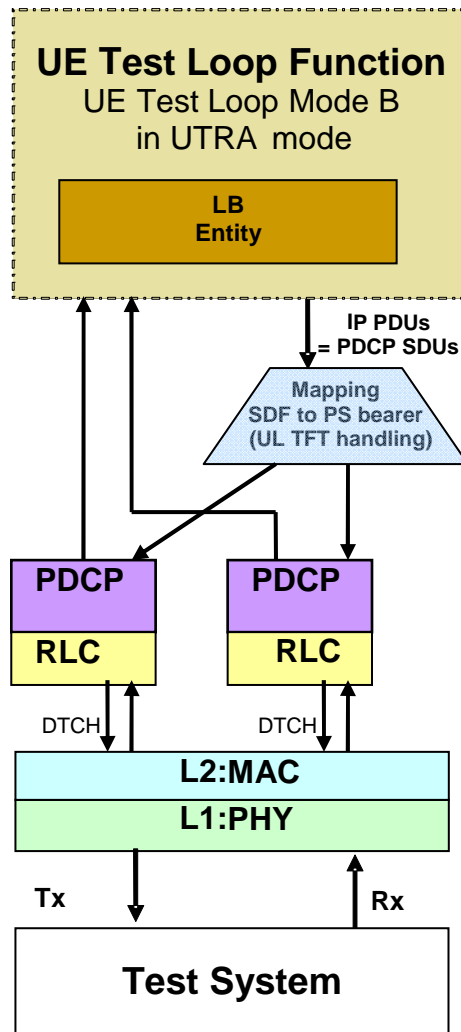 UE Test Loop Function
UE Test Loop Mode B
in UTRA mode
LB
Entity
IP PDUs
= PDCP SDUs
Mapping
SDF to PS bearer
(UL TFT handling)
PDCP
PDCP
RLC
RLC
DTCH
DTCH
L2:MAC
L1:PHY
Tx
Rx
Test System